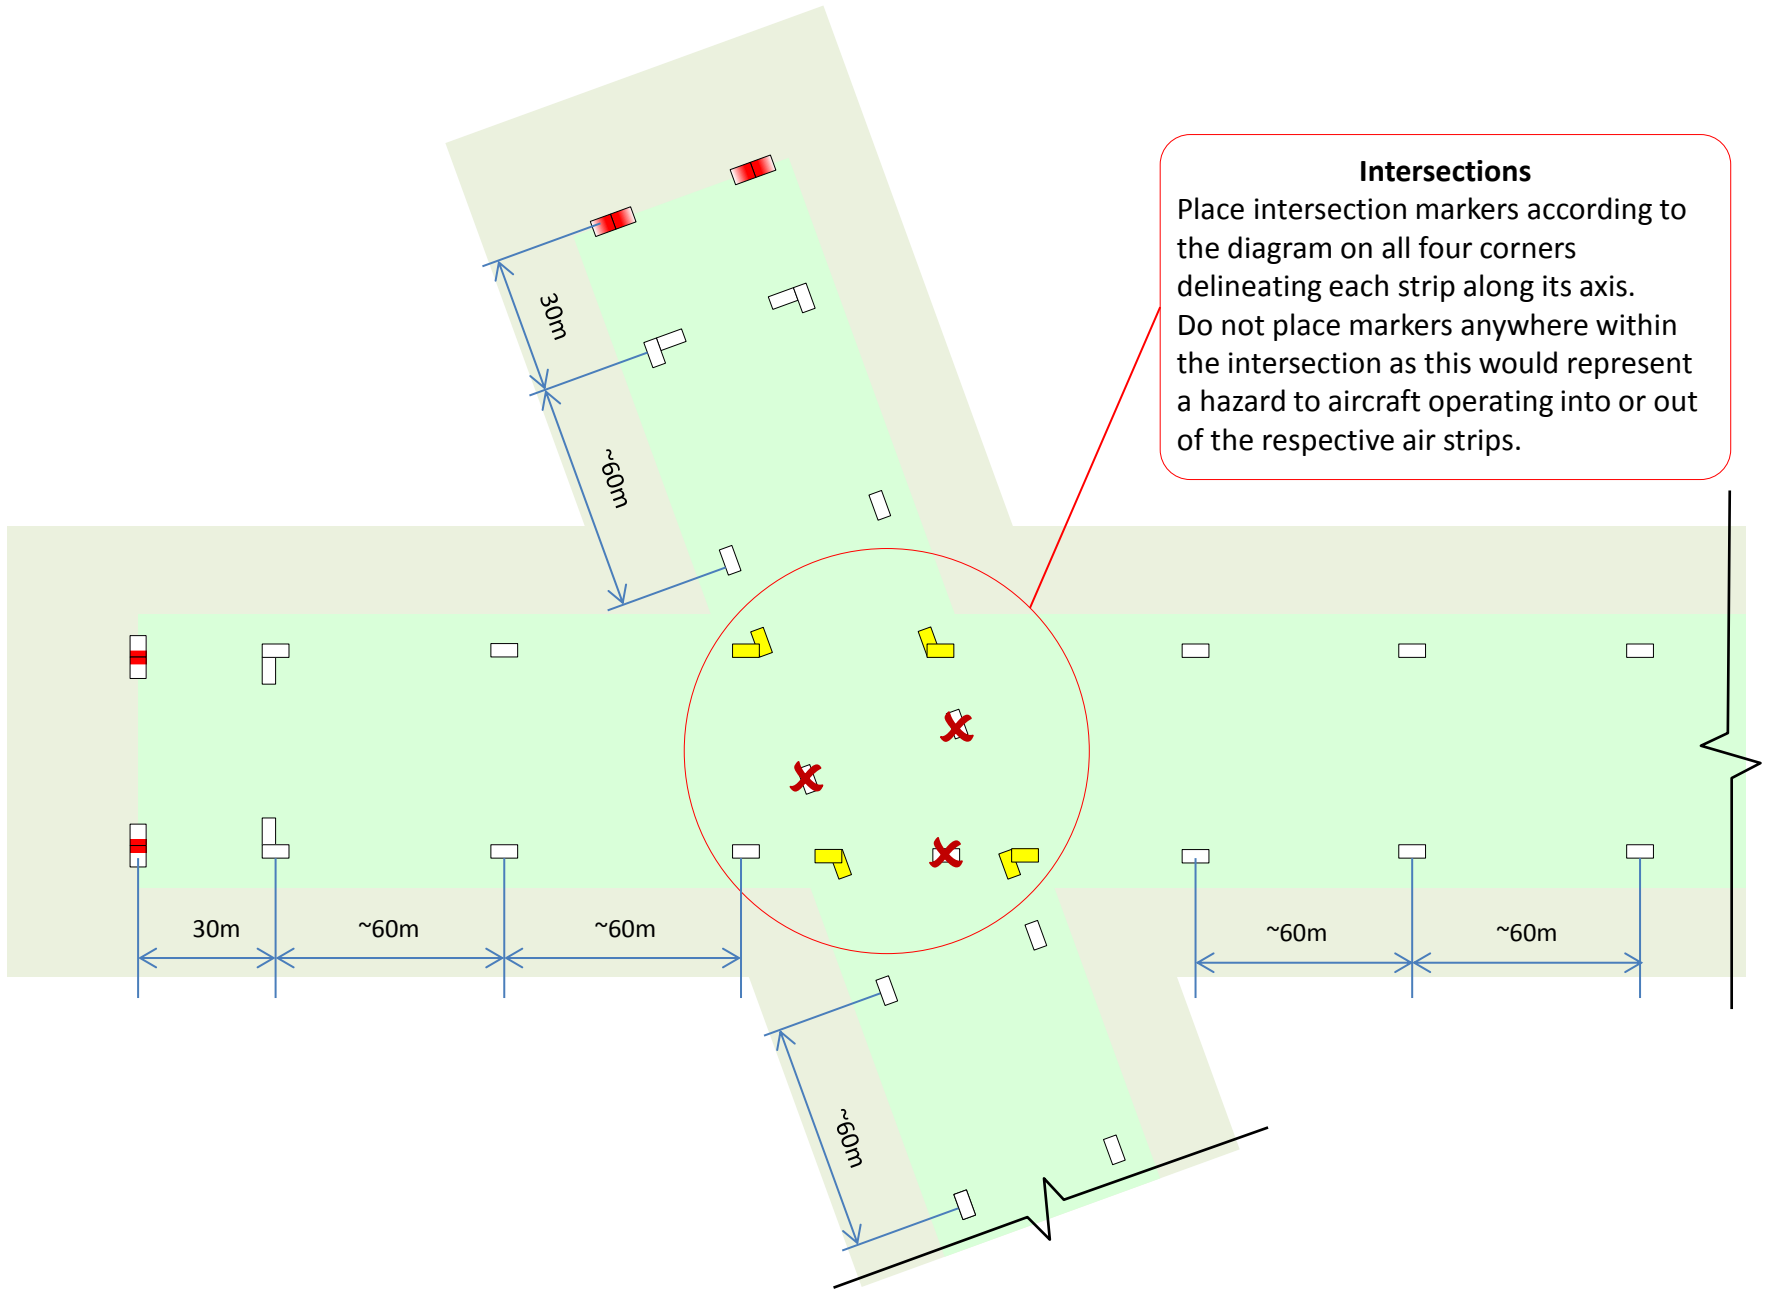 Intersections
Place intersection markers according to
the diagram on all four corners
delineating each strip along its axis.
Do not place markers anywhere within
the intersection as this would represent
a hazard to aircraft operating into or out
of the respective air strips.
30m
~60m
30m
~60m
~60m
~60m
~60m
~60m